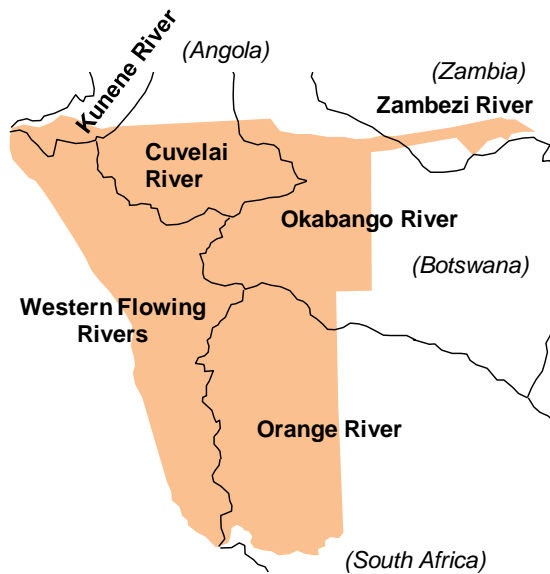 Kunene River
(Angola)
(Zambia)
Zambezi River
Cuvelai
River
Okabango River
(Botswana)
Western Flowing
Rivers
Orange River
(South Africa)